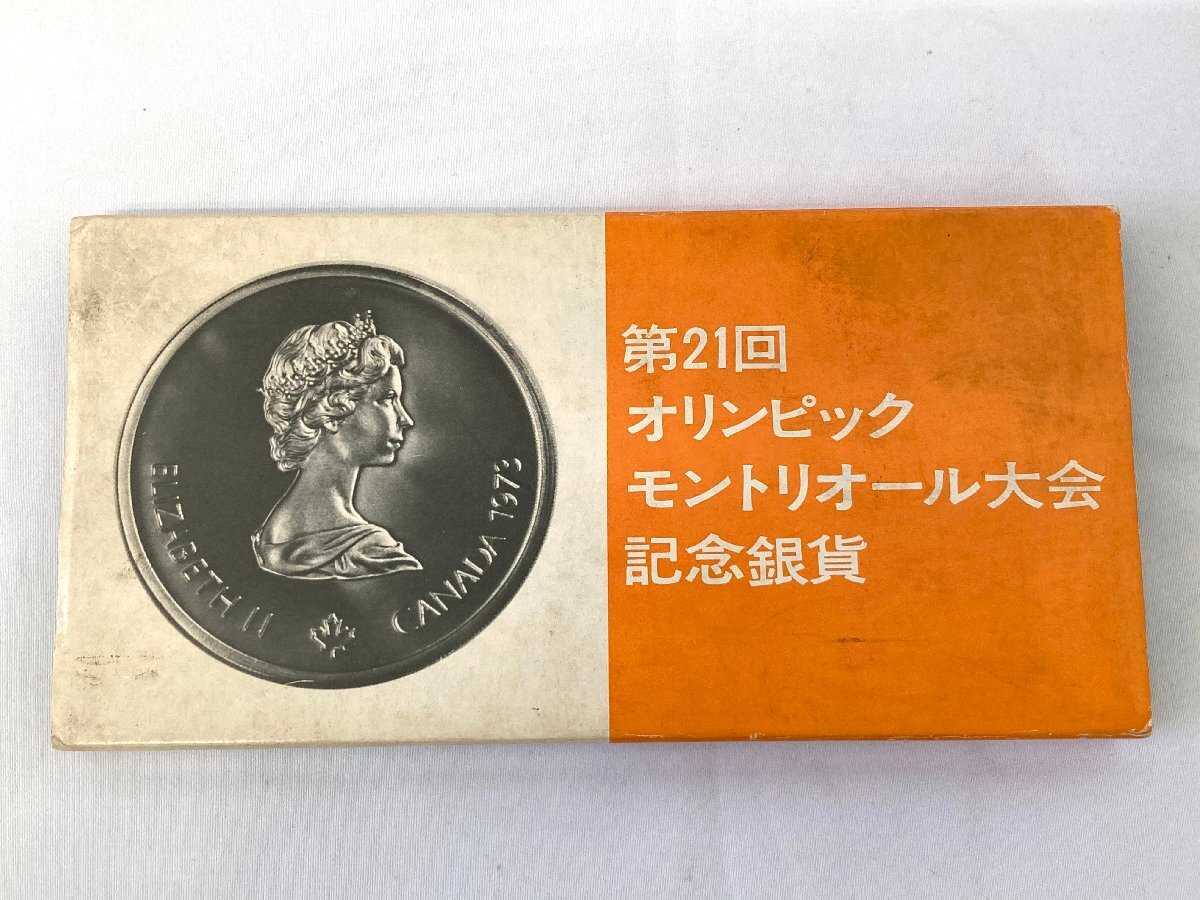 ELIZABETH II
CANADA 1973
第21回
オリンピック
モントリオール大会
記念銀貨